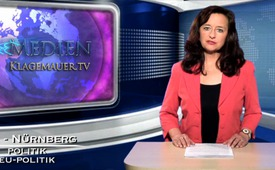 MEDIEN
KLAGEMAUER.TV
- NÜRNBERG
POLITIK
EU-POLITIK